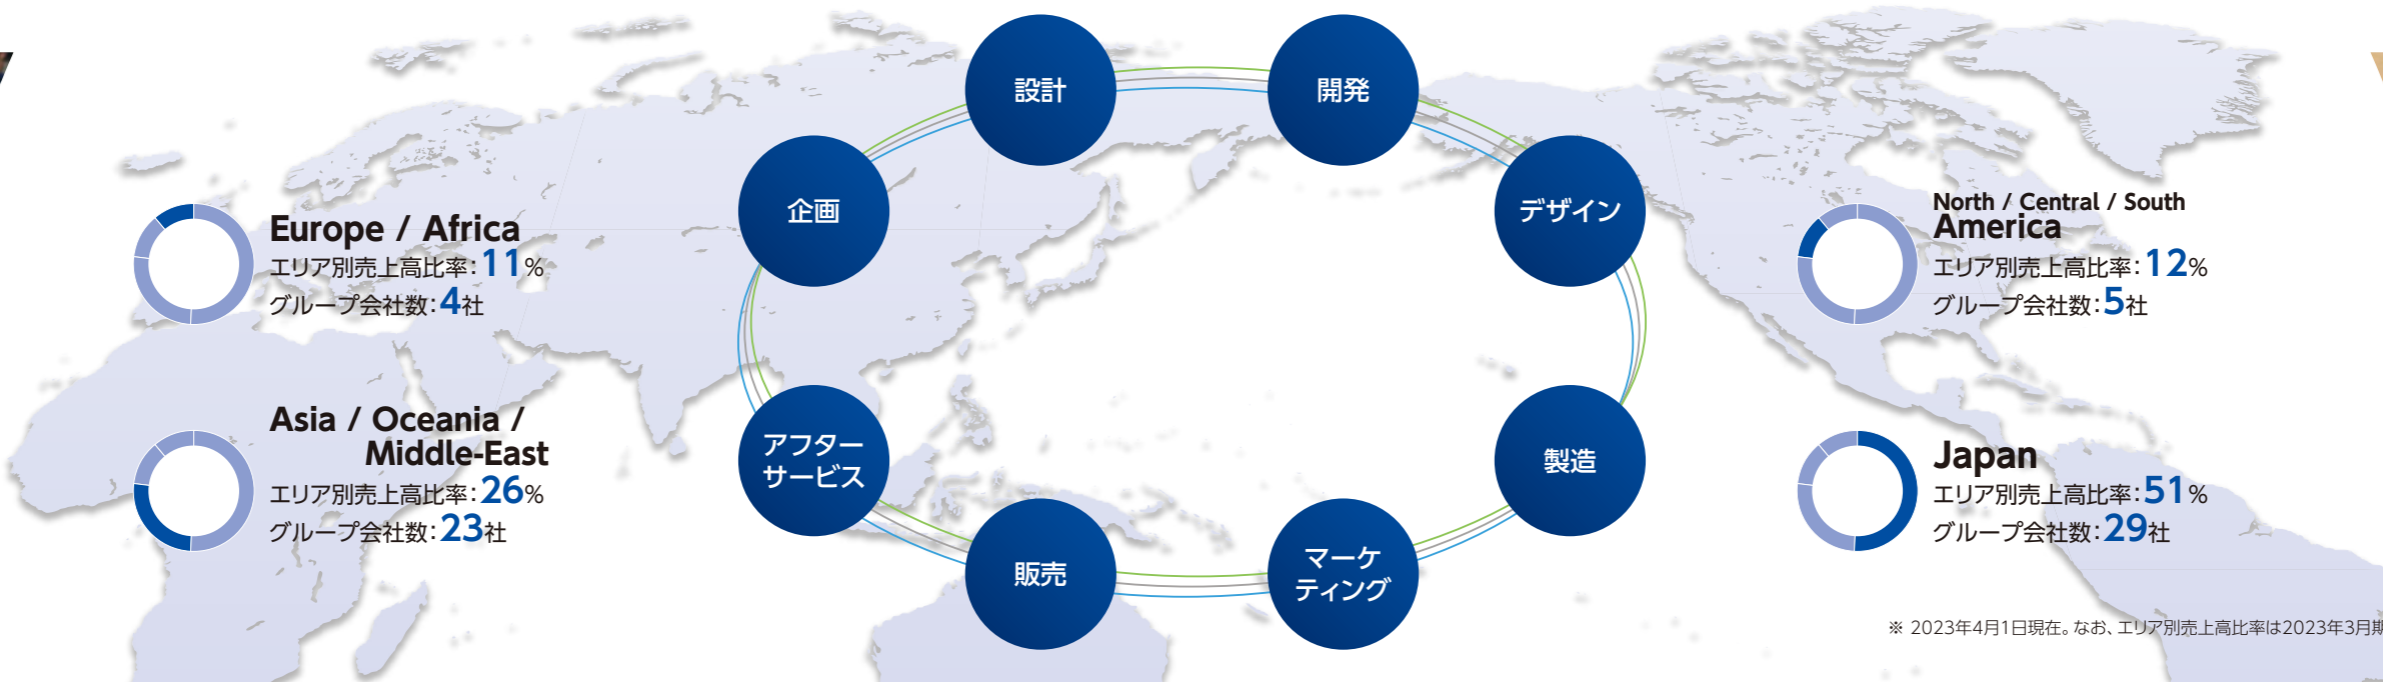 設計
開発
企画
デザイン
アフター
サービス
製造
販売
マーケ
ティング
Europe / Africa
エリア別売上高比率：11%
グループ会社数：4社
Asia / Oceania /
Middle-East
エリア別売上高比率：26%
グループ会社数：23社
North / Central / South
America
エリア別売上高比率：12%
グループ会社数：5社
Japan
エリア別売上高比率：51%
グループ会社数：29社
※ 2023年4月1日現在。なお、エリア別売上高比率は2023年3月期